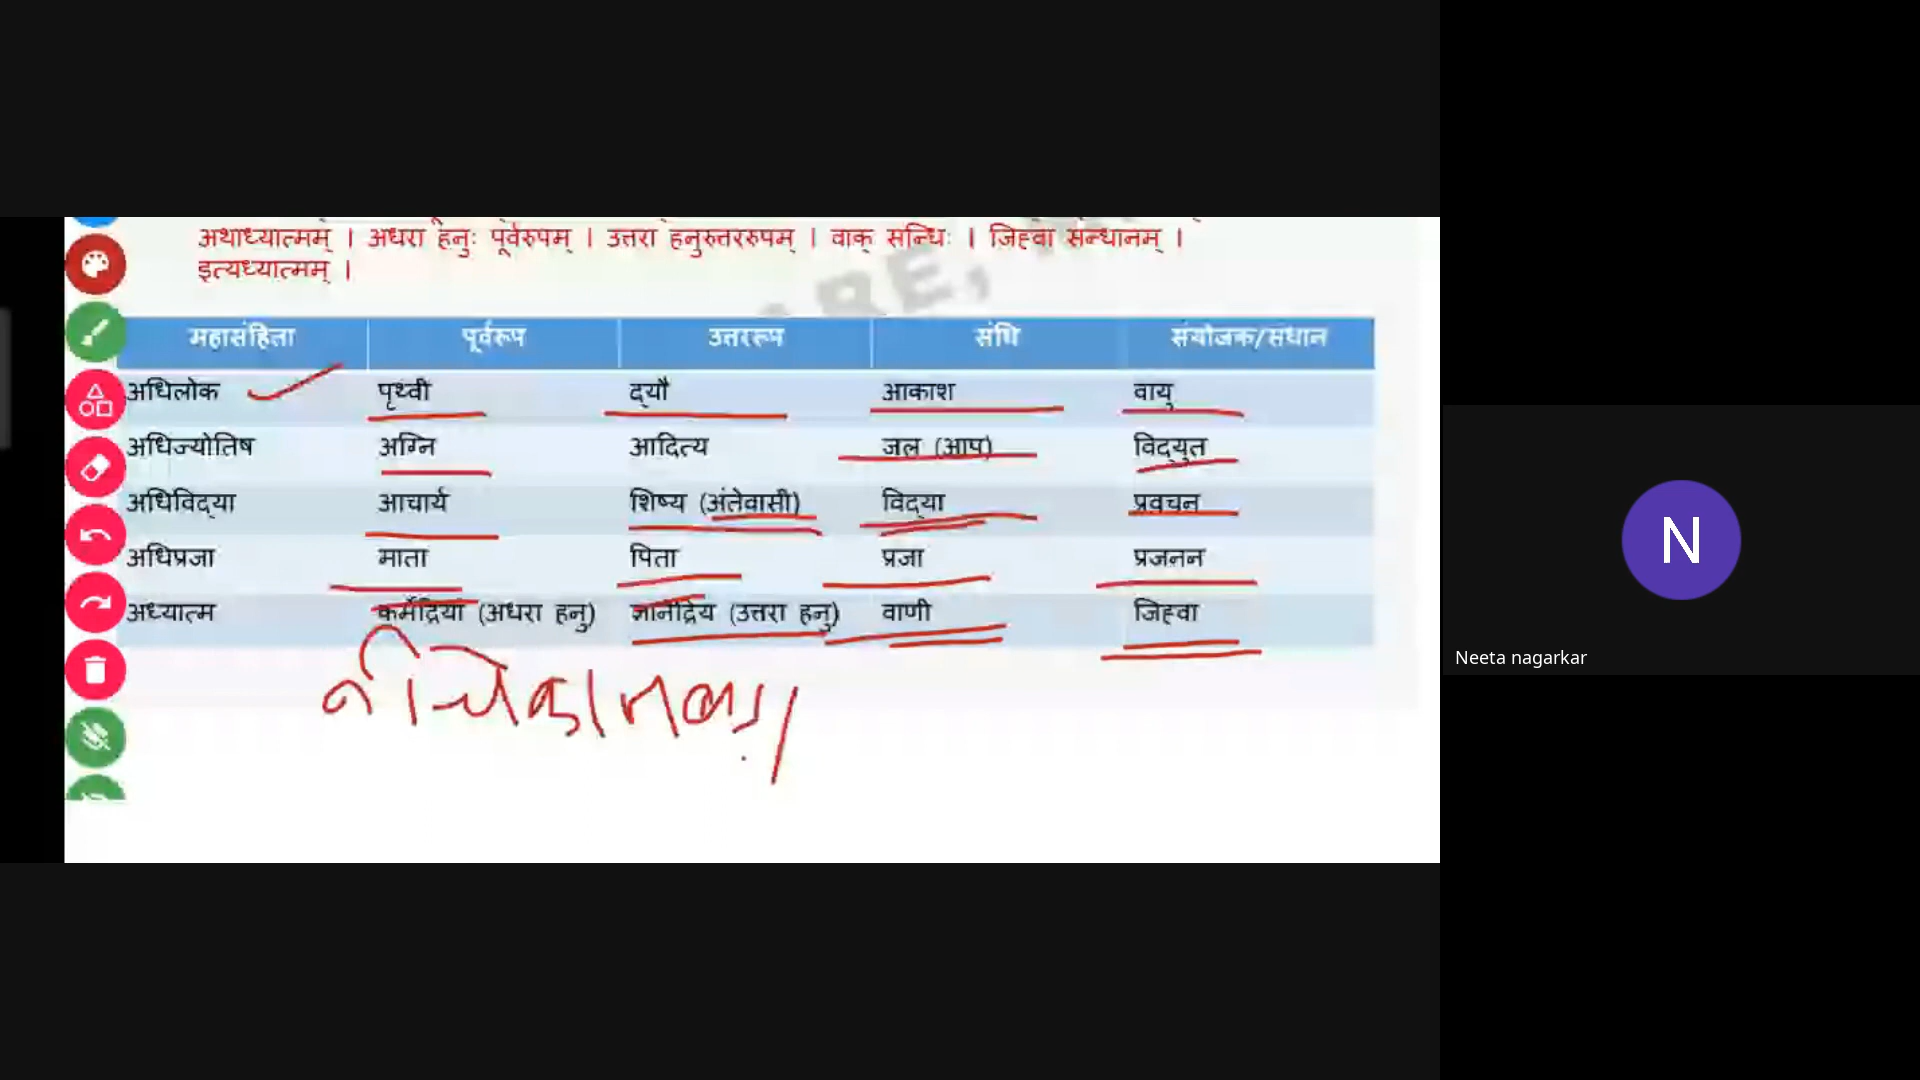 अथाध्यात्मम् । अधरा हनुः पूर्वरुपम् । उत्तरा हनुरुत्तररुपम् । वाक् सन्धिः । जिह्वा सन्धानम् ।
इत्यध्यात्मम् ।
महासंहिता पूर्वरूप उत्तररूप संधि संयोजक/संधान
अधिलोक पृथ्वी द्यौ आकाश वायु
अधिज्योतिष अग्नि आदित्य जल (आप) विद्युत
अधिविद्या आचार्य शिष्य (अंतेवासी) विद्या प्रवचन
अधिप्रजा माता पिता प्रजा प्रजनन
अध्यात्म कर्मेंद्रिया (अधरा हनु) ज्ञानेंद्रिय (उत्तरा हनु) वाणी जिह्वा
N
Neeta nagarkar